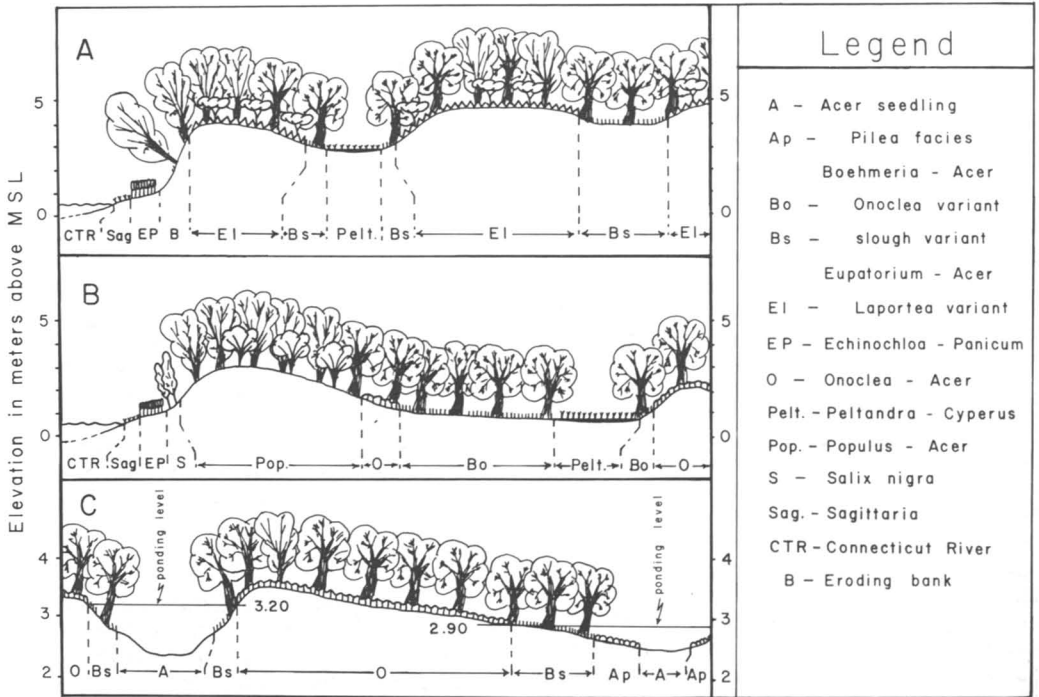 Elevation in meters above MSL
A
5
0
5
0
CTR Sag EP B El Bs Pelt. Bs El Bs El
B
5
0
5
0
CTR Sag EP S Pop. O Bo Pelt. Bo O
C
4
3
2
4
3
2
ponding level
3.20
2.90
ponding level
O Bs A Bs O Bs Ap A Ap
Legend
A – Acer seedling
Ap – Pilea facies
Boehmeria - Acer
Bo – Onoclea variant
Bs – slough variant
Eupatorium - Acer
El – Laportea variant
EP – Echinochloa - Panicum
O – Onoclea - Acer
Pelt. – Peltandra - Cyperus
Pop. – Populus - Acer
S – Salix nigra
Sag. – Sagittaria
CTR – Connecticut River
B – Eroding bank